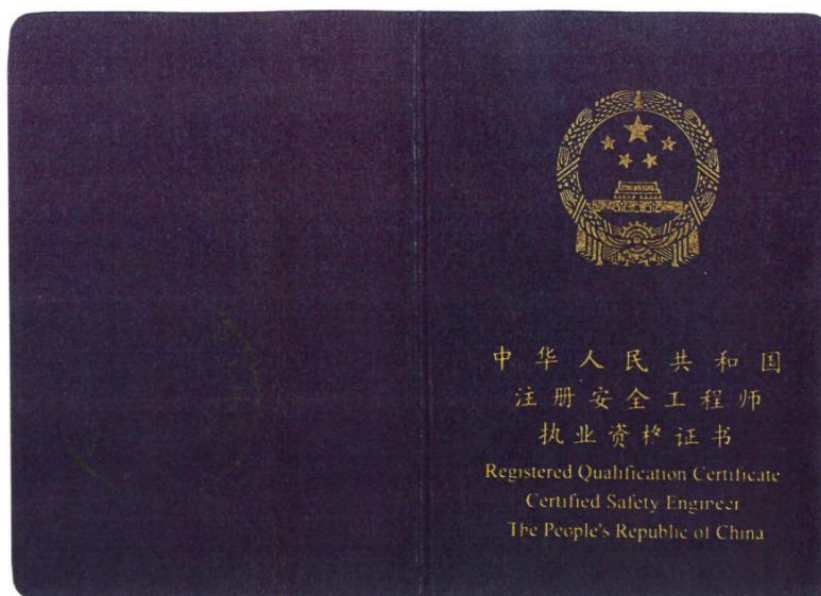 中华人民共和国
注册安全工程师
执业资格证书
Registered Qualification Certificate
Certified Safety Engineer
The People's Republic of China